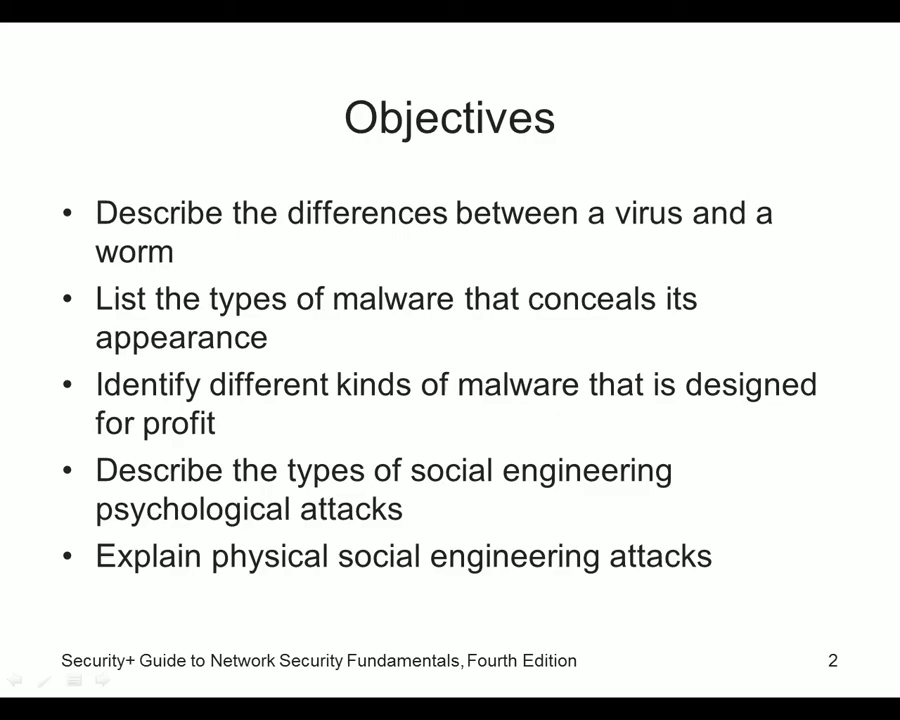 Objectives
• Describe the differences between a virus and a
worm
• List the types of malware that conceals its
appearance
• Identify different kinds of malware that is designed
for profit
• Describe the types of social engineering
psychological attacks
• Explain physical social engineering attacks
Security+ Guide to Network Security Fundamentals, Fourth Edition
2